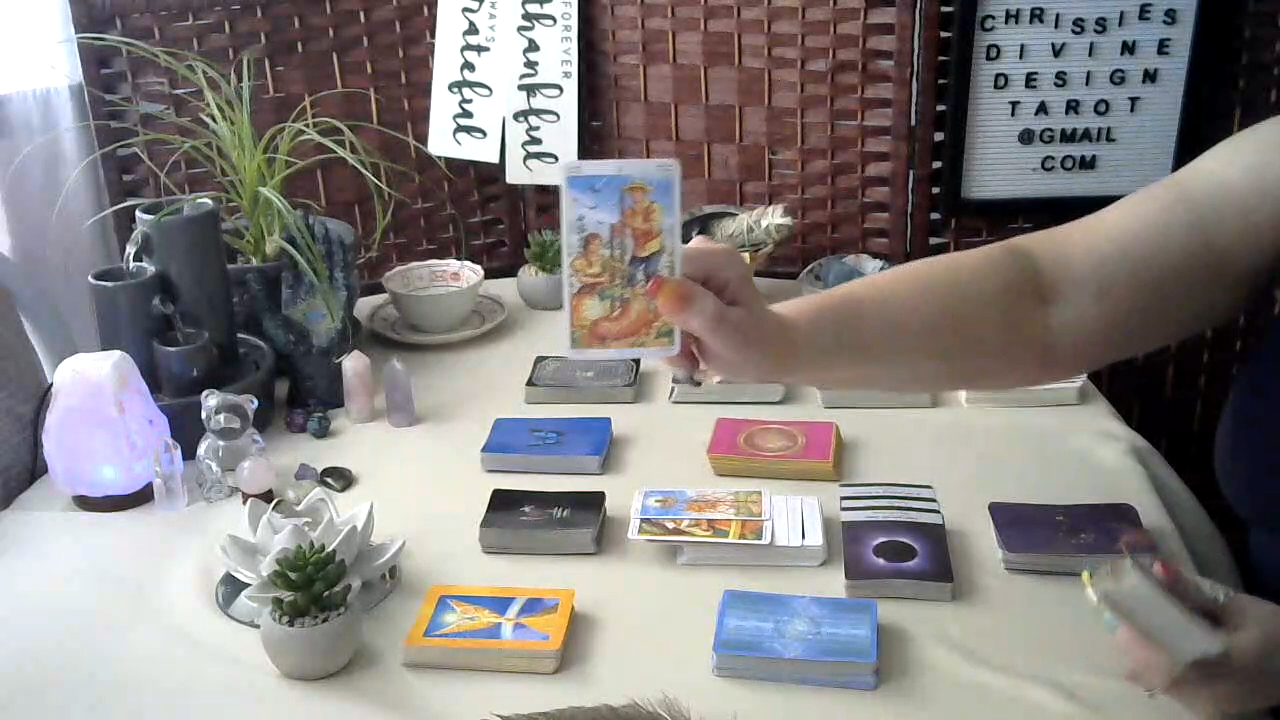 ALWAYS
grateful
FOREVER
thankful
CHRISSIES
DIVINE
DESIGN
TAROT
@GMAIL
.COM